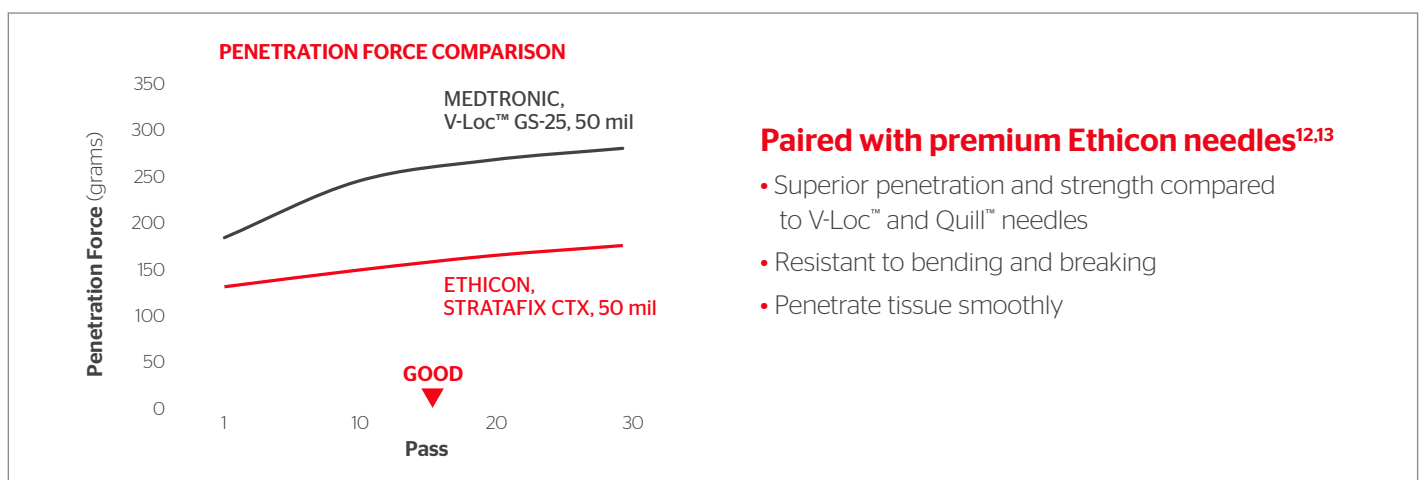 PENETRATION FORCE COMPARISON
350
300
250
200
150
100
50
0
Penetration Force (grams)
MEDTRONIC,
V-Loc™ GS-25, 50 mil
ETHICON,
STRATAFIX CTX, 50 mil
GOOD
1 10 20 30
Pass
Paired with premium Ethicon needles12,13
• Superior penetration and strength compared
to V-Loc™ and Quill™ needles
• Resistant to bending and breaking
• Penetrate tissue smoothly